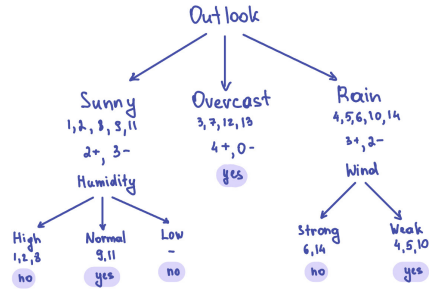 Outlook
Sunny
1,2,8,9,11
2+, 3-
Humidity
Overcast
3,7,12,13
4+,0-
yes
Rain
4,5,6,10,14
3+,2-
Wind
High
1,2,8
no
Normal
9,11
yes
Low
-
no
Strong
6,14
no
Weak
4,5,10
yes